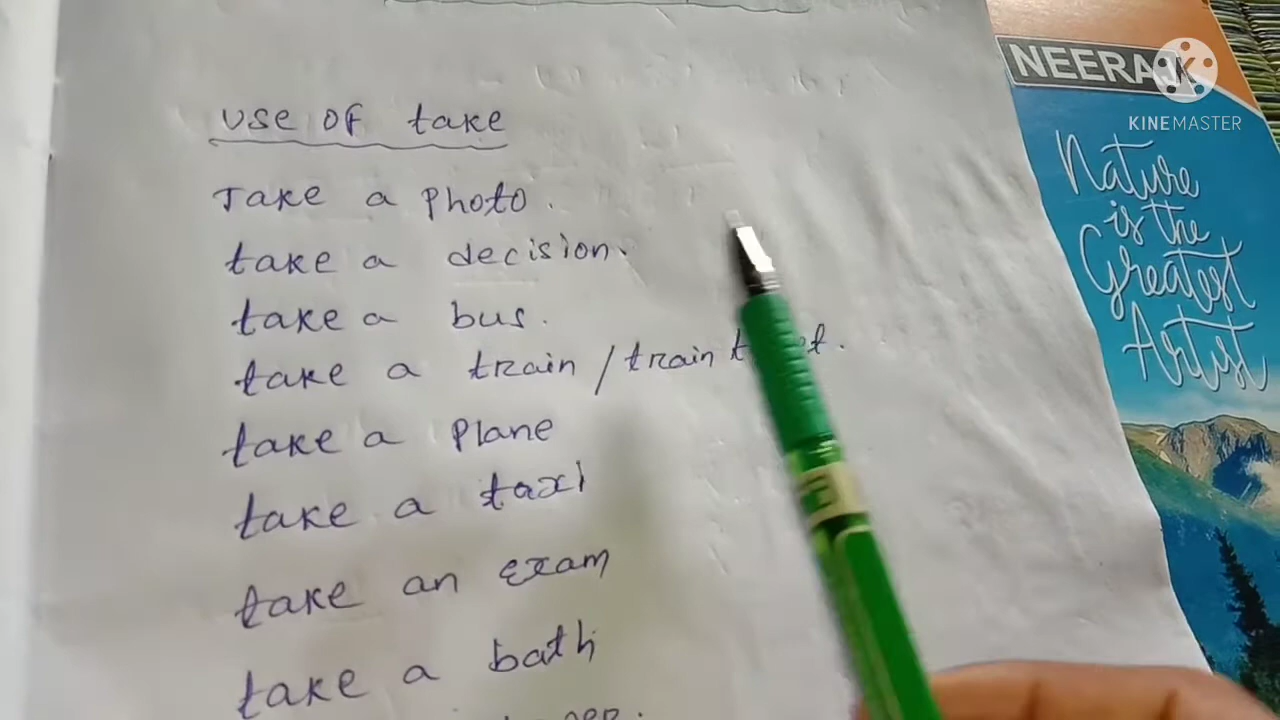 USE OF take
Take a photo.
take a decision.
take a bus.
take a train / train
take a plane
take a taxi
take an exam
take a bath
NEERAJ
KINEMASTER
Nature
is the
Greatest
Artist